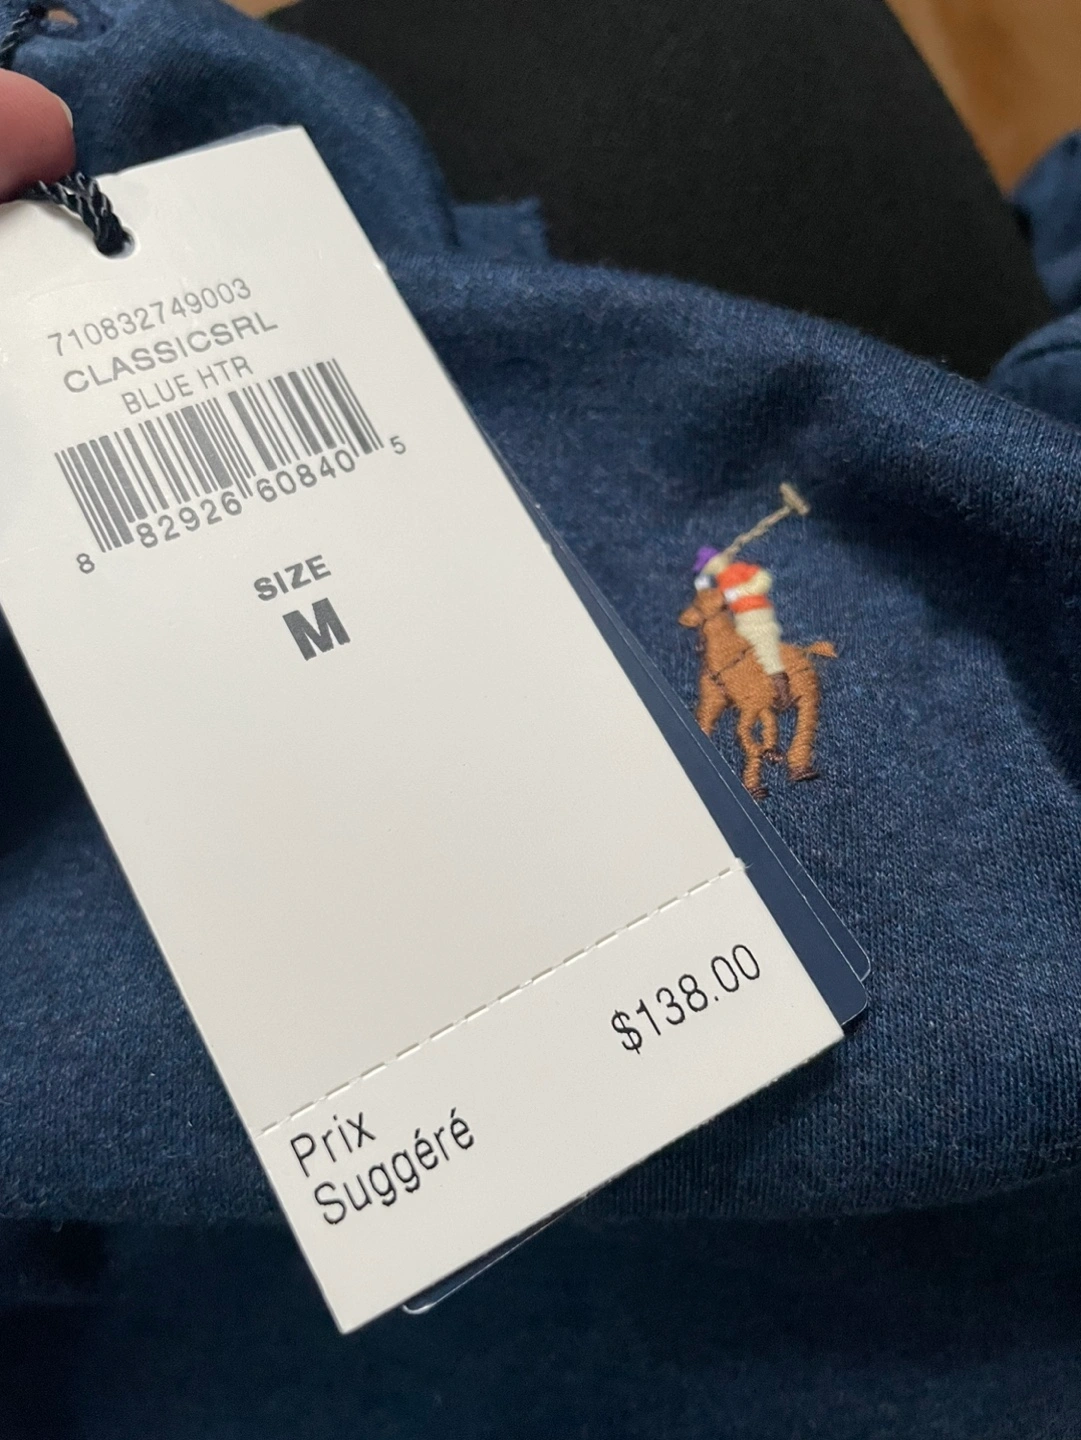 710832749003
CLASSICSRL
BLUE HTR
8 82926 60840 5
SIZE
M
$138.00
Prix
Suggéré